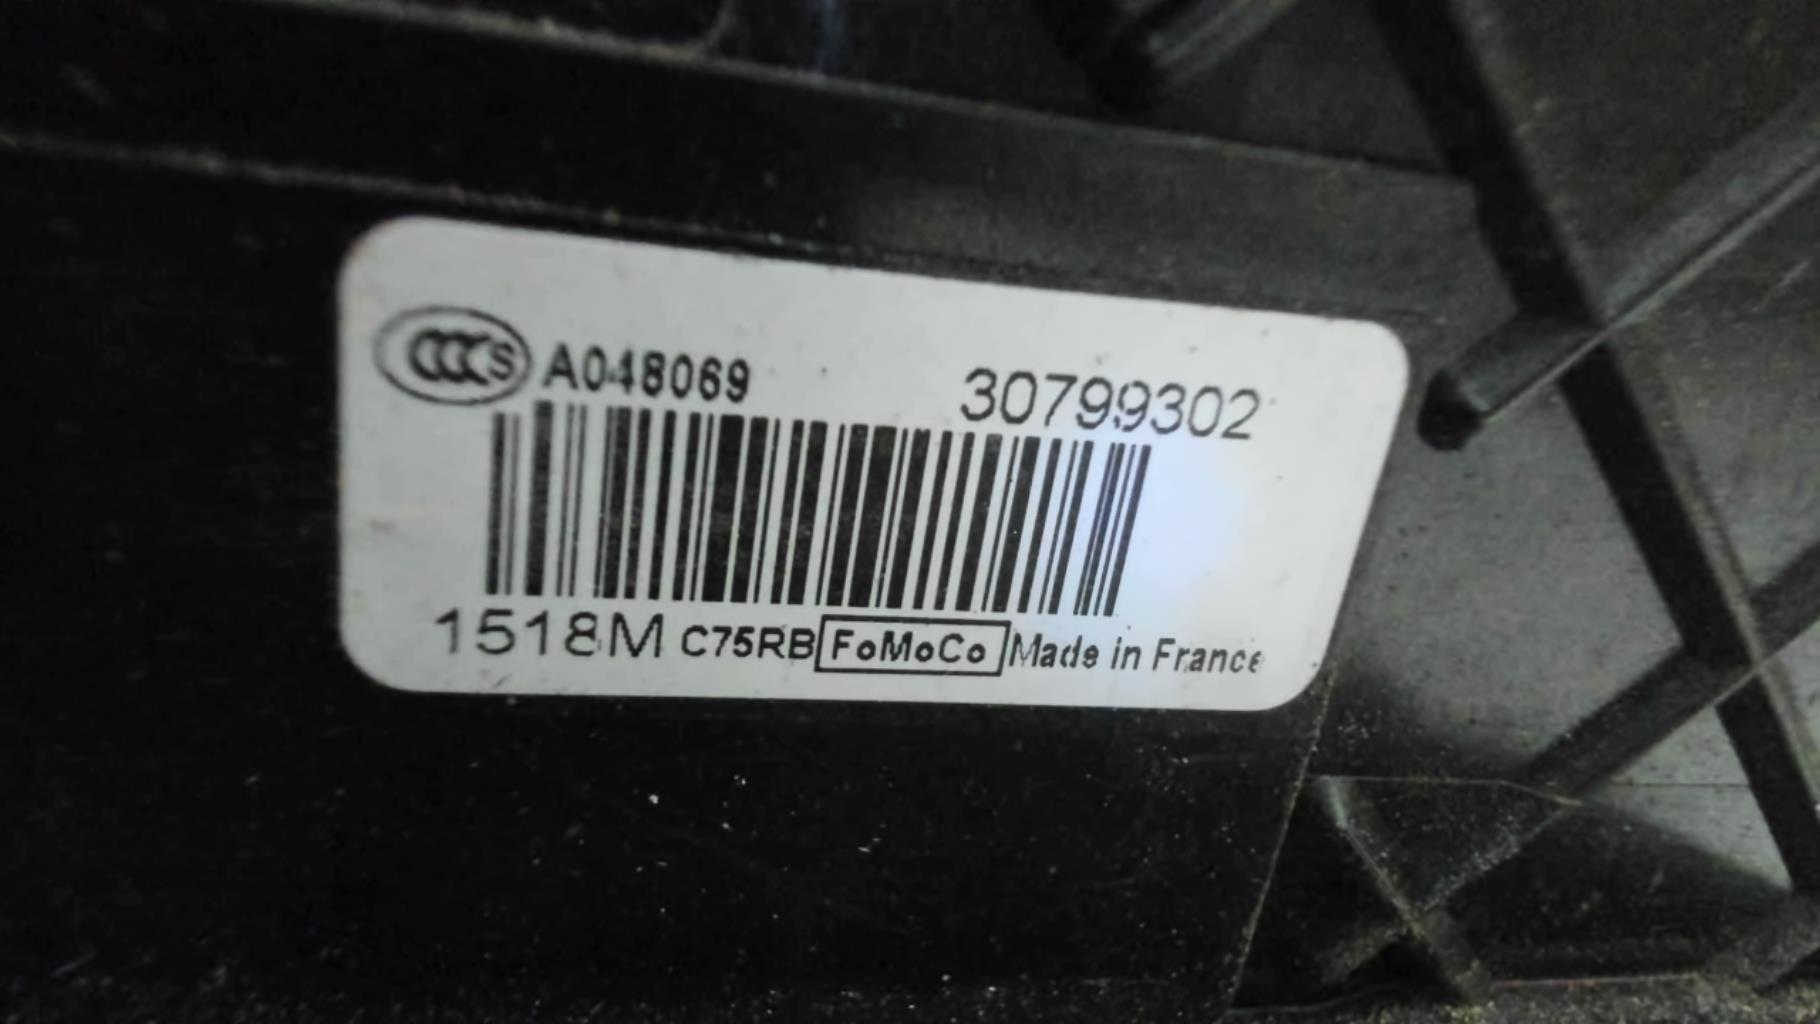 CCCS A048069 30799302
1518M C75RB FoMoCo Made in France